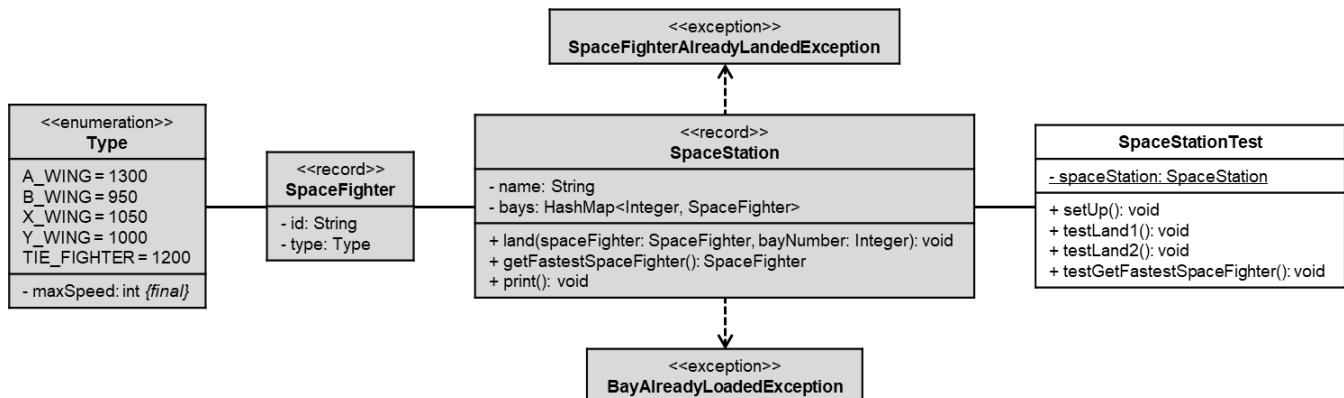 <<exception>>
SpaceFighterAlreadyLandedException
<<enumeration>>
Type
A_WING = 1300
B_WING = 950
X_WING = 1050
Y_WING = 1000
TIE_FIGHTER = 1200
- maxSpeed: int {final}
<<record>>
SpaceFighter
- id: String
- type: Type
<<record>>
SpaceStation
- name: String
- bays: HashMap<Integer, SpaceFighter>
+ land(spaceFighter: SpaceFighter, bayNumber: Integer): void
+ getFastestSpaceFighter(): SpaceFighter
+ print(): void
SpaceStationTest
- spaceStation: SpaceStation
+ setUp(): void
+ testLand1(): void
+ testLand2(): void
+ testGetFastestSpaceFighter(): void
<<exception>>
BayAlreadyLoadedException